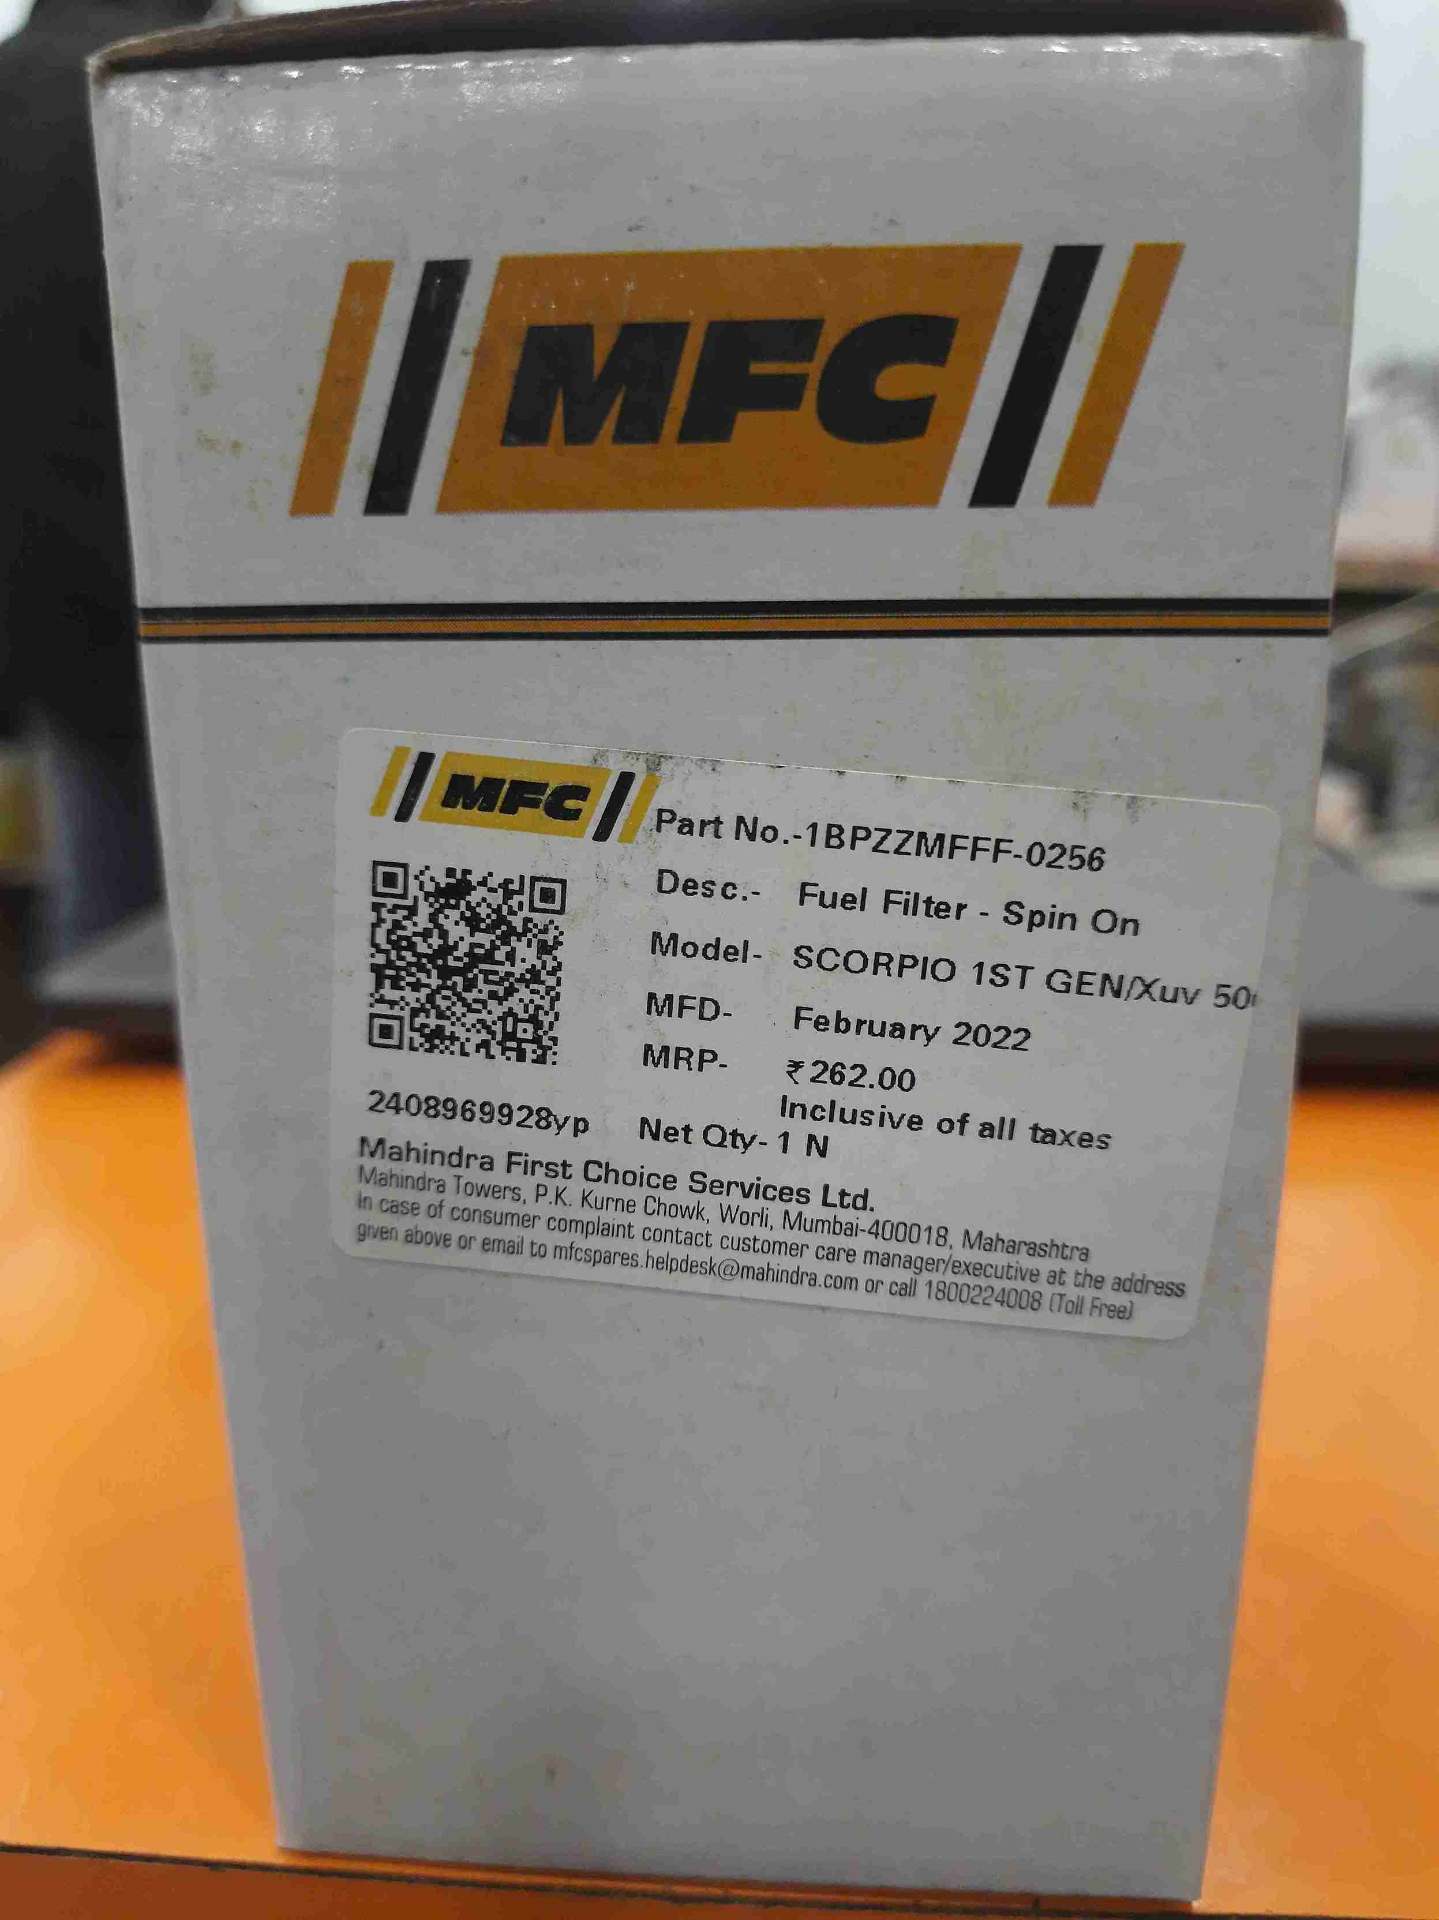 MFC
MFC
Part No.-1BPZZMFFF-0256
Desc.- Fuel Filter - Spin On
Model- SCORPIO 1ST GEN/Xuv
MFD- February 2022
MRP- ₹262.00
Inclusive of all taxes
2408969928yp Net Qty- 1 N
Mahindra First Choice Services Ltd.
Mahindra Towers, P.K. Kurne Chowk, Worli, Mumbai-400018, Maharashtra
In case of consumer complaint contact customer care manager/executive at the address
given above or email to mfcspares.helpdesk@mahindra.com or call 1800224008 (Toll Free)